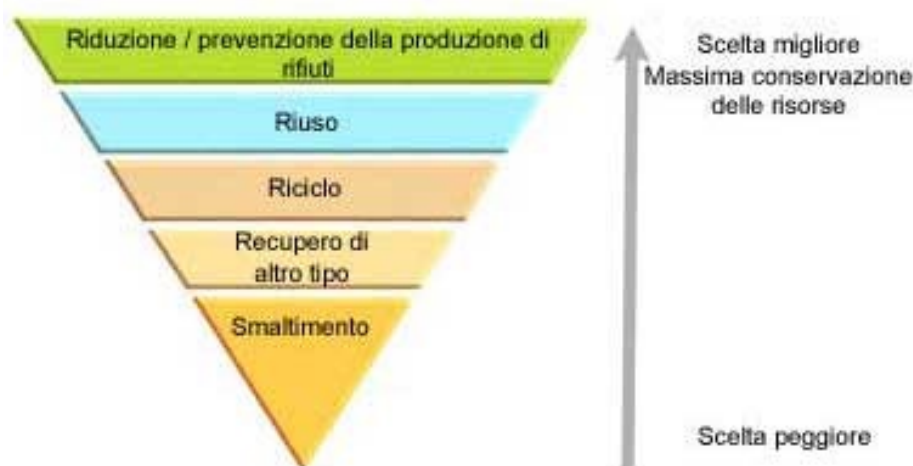 Riduzione / prevenzione della produzione di
rifiuti
Riuso
Riciclo
Recupero di
altro tipo
Smaltimento
Scelta migliore
Massima conservazione
delle risorse
Scelta peggiore